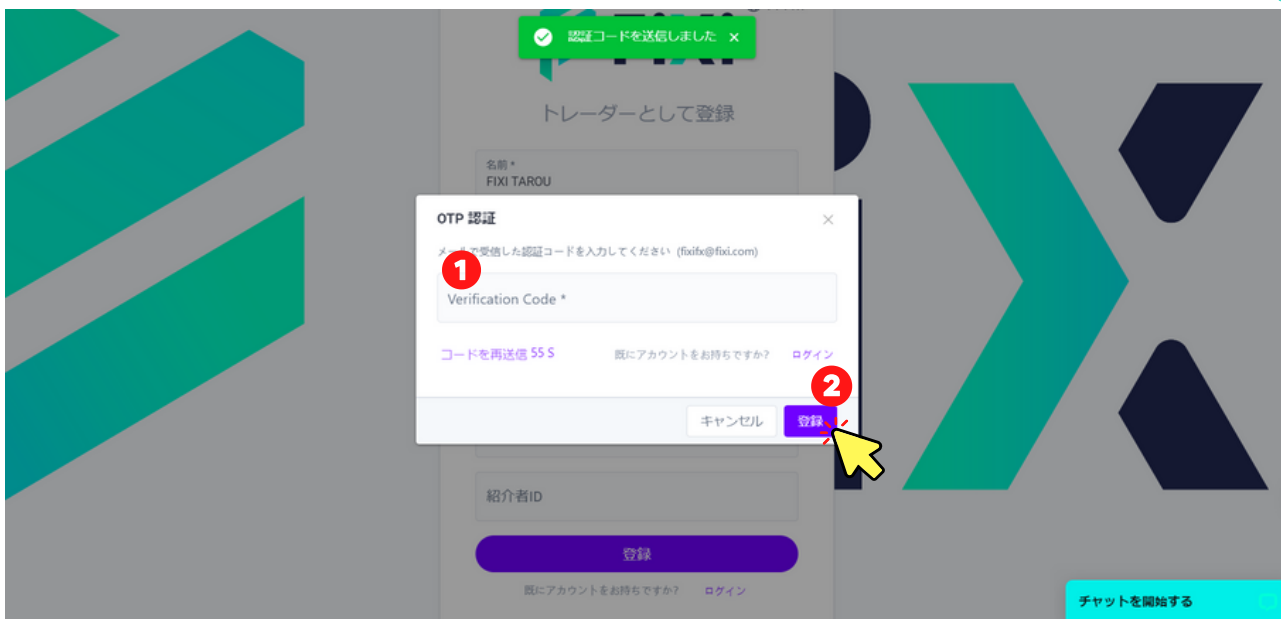 FIXI
認証コードを送信しました ×
トレーダーとして登録
名前 *
FIXI TAROU
OTP 認証
メールで受信した認証コードを入力してください (fixifx@fixi.com)
1
Verification Code *
コードを再送信 55 S
既にアカウントをお持ちですか?
ログイン
2
キャンセル
登録
紹介者ID
登録
既にアカウントをお持ちですか?
ログイン
チャットを開始する